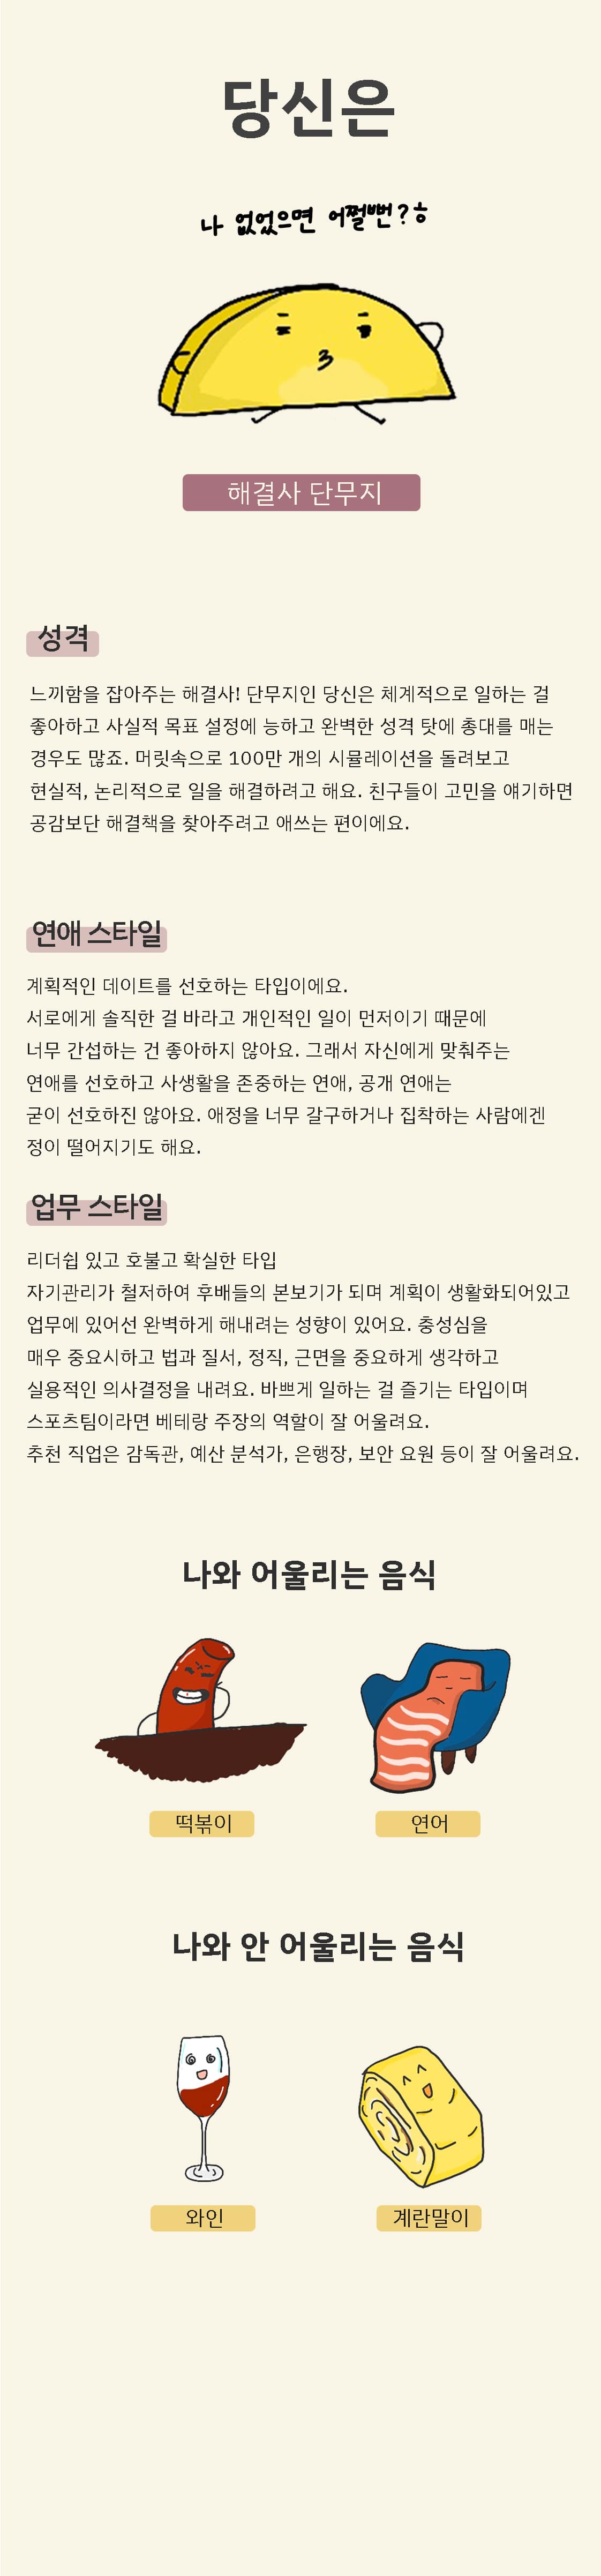 당신은
나 없었으면 어쩔뻔?ㅎ
해결사 단무지
성격
느끼함을 잡아주는 해결사! 단무지인 당신은 체계적으로 일하는 걸
좋아하고 사실적 목표 설정에 능하고 완벽한 성격 탓에 총대를 매는
경우도 많죠. 머릿속으로 100만 개의 시뮬레이션을 돌려보고
현실적, 논리적으로 일을 해결하려고 해요. 친구들이 고민을 얘기하면
공감보단 해결책을 찾아주려고 애쓰는 편이에요.
연애 스타일
계획적인 데이트를 선호하는 타입이에요.
서로에게 솔직한 걸 바라고 개인적인 일이 먼저이기 때문에
너무 간섭하는 건 좋아하지 않아요. 그래서 자신에게 맞춰주는
연애를 선호하고 사생활을 존중하는 연애, 공개 연애는
굳이 선호하진 않아요. 애정을 너무 갈구하거나 집착하는 사람에겐
정이 떨어지기도 해요.
업무 스타일
리더쉽 있고 호불고 확실한 타입
자기관리가 철저하여 후배들의 본보기가 되며 계획이 생활화되어있고
업무에 있어선 완벽하게 해내려는 성향이 있어요. 충성심을
매우 중요시하고 법과 질서, 정직, 근면을 중요하게 생각하고
실용적인 의사결정을 내려요. 바쁘게 일하는 걸 즐기는 타입이며
스포츠팀이라면 베테랑 주장의 역할이 잘 어울려요.
추천 직업은 감독관, 예산 분석가, 은행장, 보안 요원 등이 잘 어울려요.
나와 어울리는 음식
떡볶이 연어
나와 안 어울리는 음식
와인 계란말이